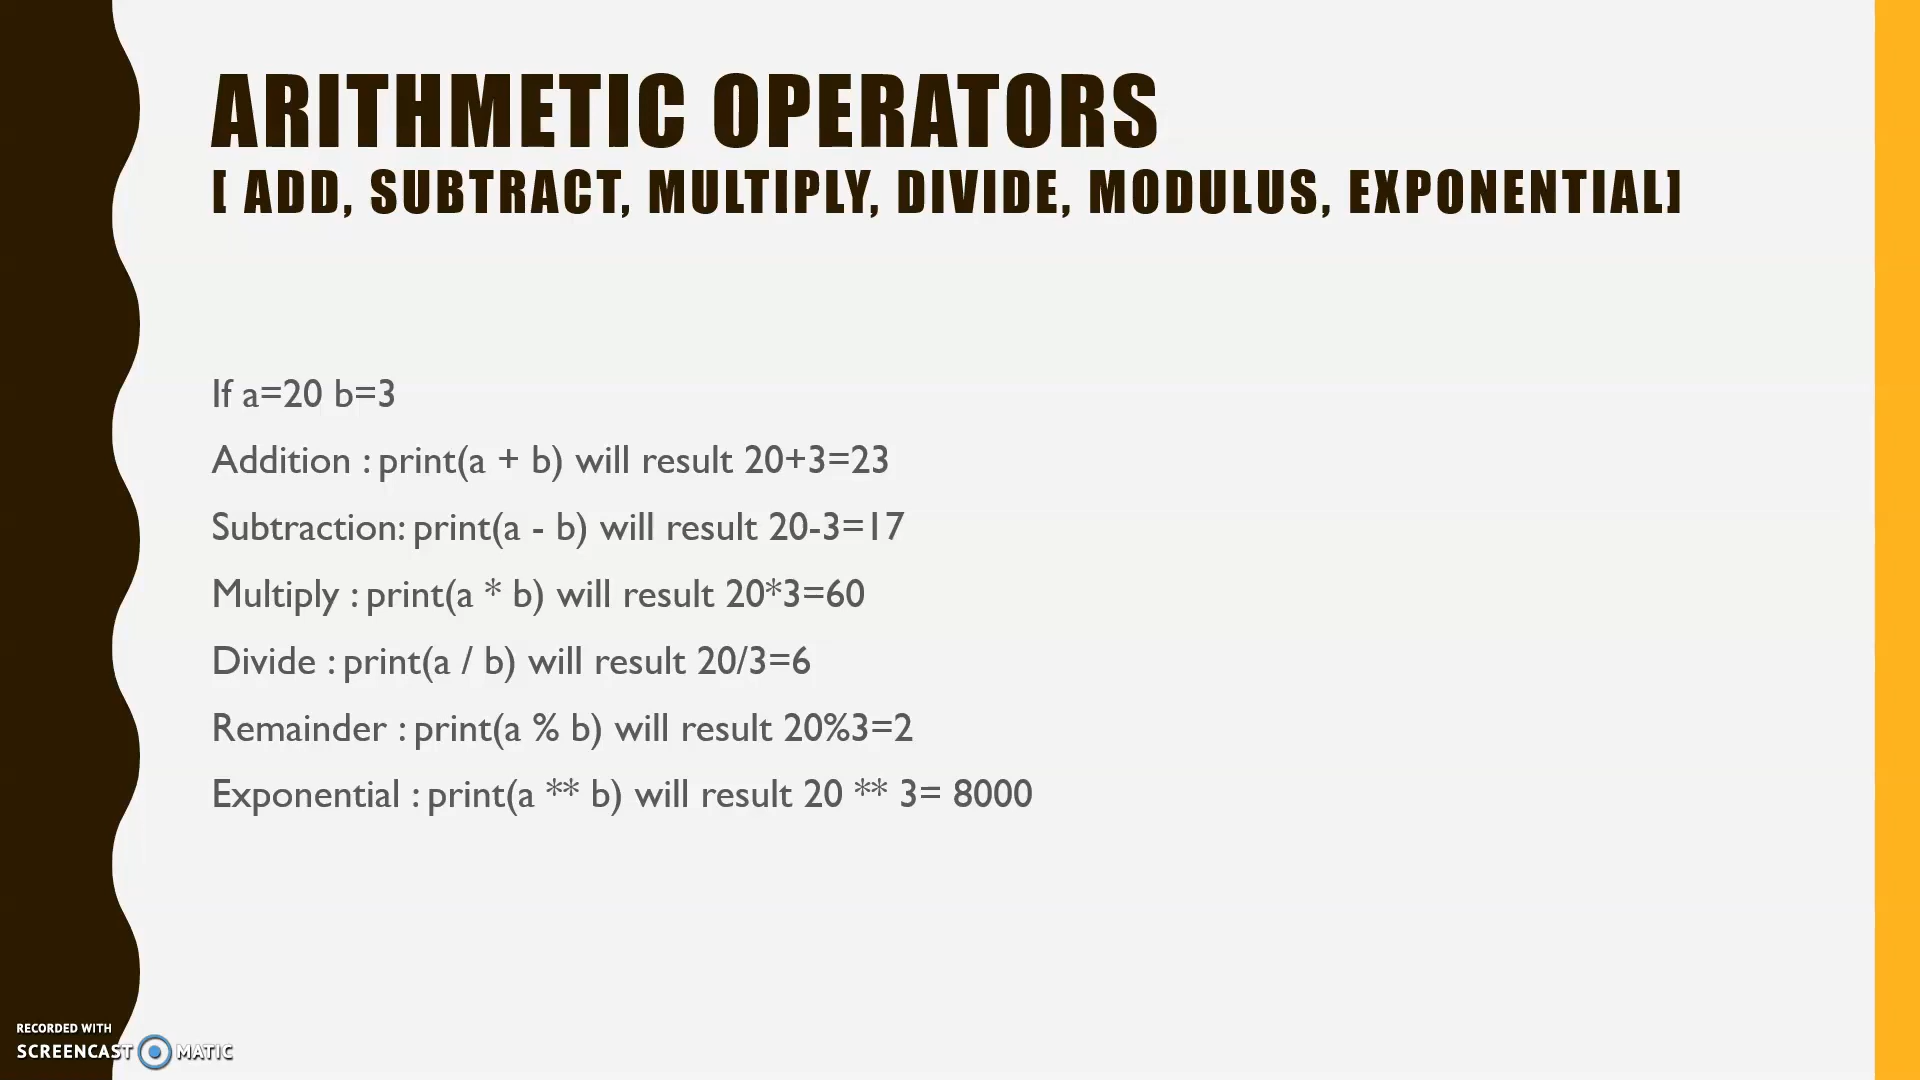 ARITHMETIC OPERATORS
[ ADD, SUBTRACT, MULTIPLY, DIVIDE, MODULUS, EXPONENTIAL]
If a=20 b=3
Addition : print(a + b) will result 20+3=23
Subtraction: print(a - b) will result 20-3=17
Multiply : print(a * b) will result 20*3=60
Divide : print(a / b) will result 20/3=6
Remainder : print(a % b) will result 20%3=2
Exponential : print(a ** b) will result 20 ** 3= 8000
RECORDED WITH
SCREENCAST MATIC